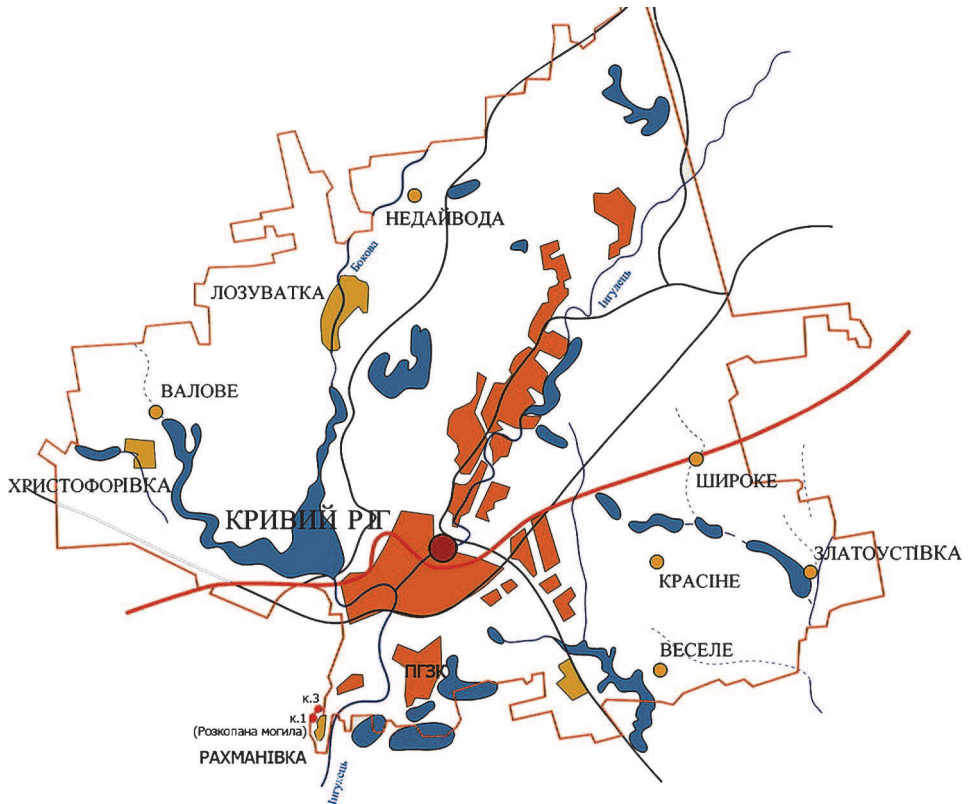 НЕДАЙВОДА
Бокова
Інгулець
ЛОЗУВАТКА
ВАЛОВЕ
ХРИСТОФОРІВКА
ШИРОКЕ
КРИВИЙ РІГ
ЗЛАТОУСТІВКА
КРАСІНЕ
ВЕСЕЛЕ
ПГЗК
к.3
к.1
(Розкопана могила)
РАХМАНІВКА
Інгулець